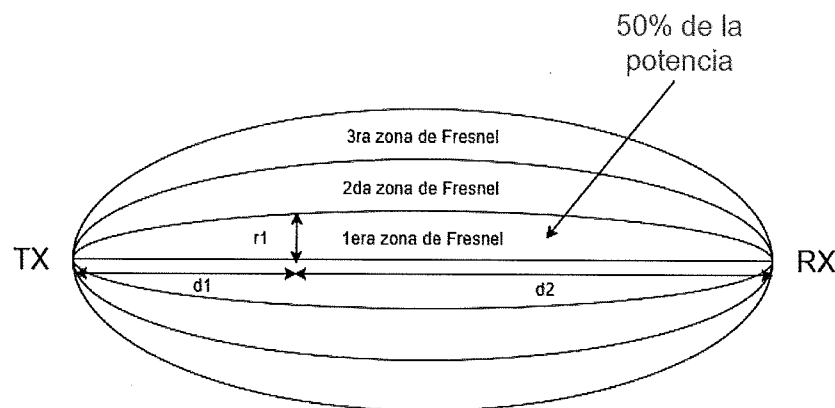 50% de la
potencia
3ra zona de Fresnel
2da zona de Fresnel
r1
1era zona de Fresnel
TX
RX
d1
d2